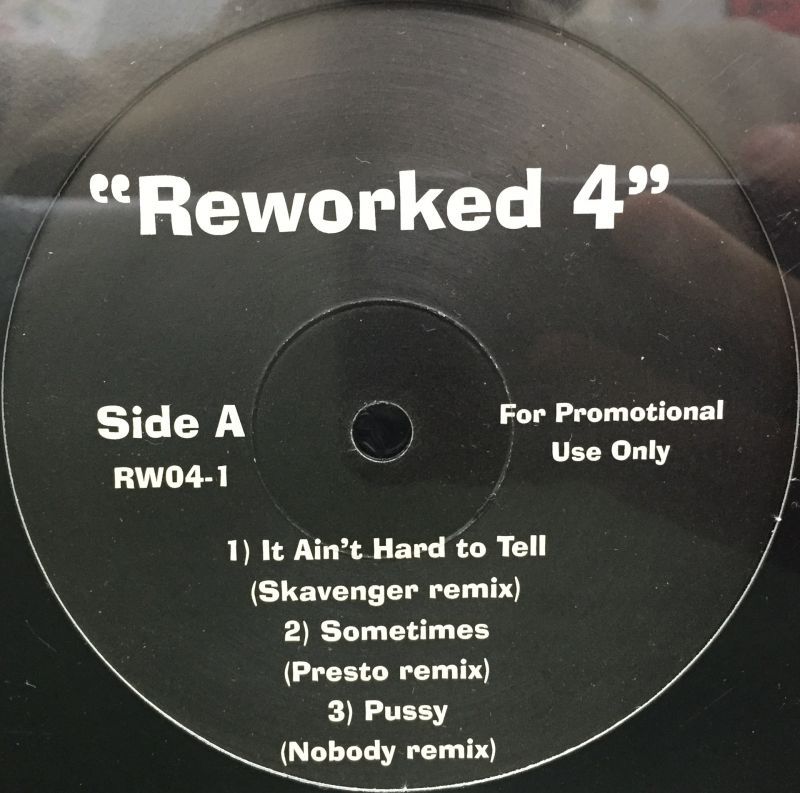 “Reworked 4”
Side A
RW04-1
For Promotional
Use Only
1) It Ain't Hard to Tell
(Skavenger remix)
2) Sometimes
(Presto remix)
3) Pussy
(Nobody remix)